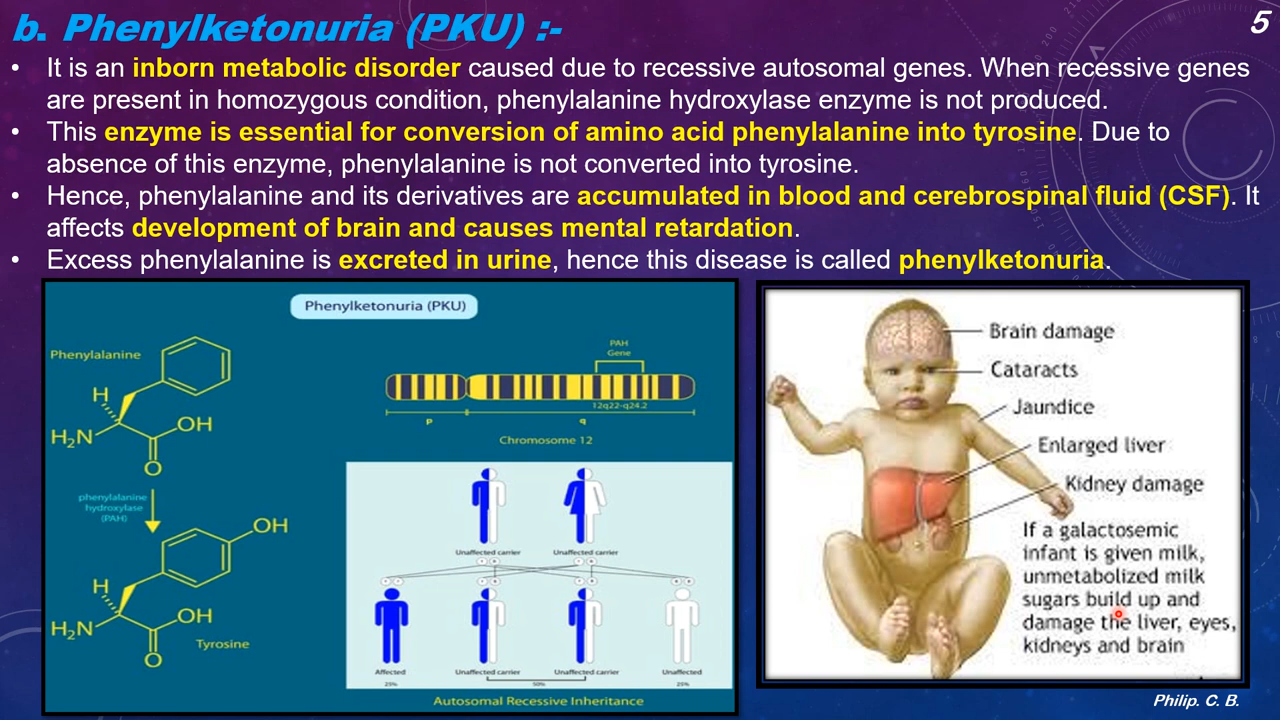 b. Phenylketonuria (PKU) :-
5
• It is an inborn metabolic disorder caused due to recessive autosomal genes. When recessive genes
are present in homozygous condition, phenylalanine hydroxylase enzyme is not produced.
• This enzyme is essential for conversion of amino acid phenylalanine into tyrosine. Due to
absence of this enzyme, phenylalanine is not converted into tyrosine.
• Hence, phenylalanine and its derivatives are accumulated in blood and cerebrospinal fluid (CSF). It
affects development of brain and causes mental retardation.
• Excess phenylalanine is excreted in urine, hence this disease is called phenylketonuria.
Phenylketonuria (PKU)
Phenylalanine
H
H2N
OH
O
phenylalanine
hydroxylase
(PAH)
OH
H
H2N
OH
O
Tyrosine
PAH
Gene
12q22-q24.2
p
q
Chromosome 12
Unaffected carrier
Unaffected carrier
Affected
Unaffected carrier
Unaffected carrier
Unaffected
25%
50%
25%
Autosomal Recessive Inheritance
Brain damage
Cataracts
Jaundice
Enlarged liver
Kidney damage
If a galactosemic
infant is given milk,
unmetabolized milk
sugars build up and
damage the liver, eyes,
kidneys and brain
Philip. C. B.